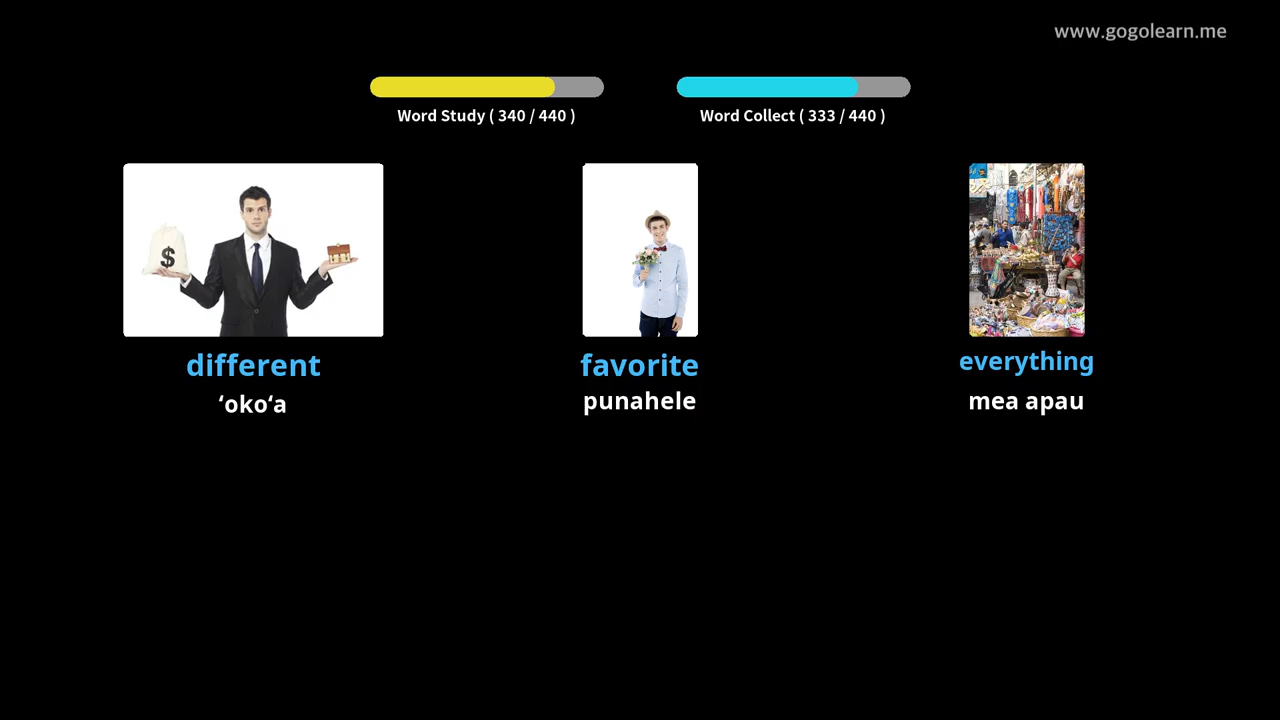 www.gogolearn.me
Word Study ( 340 / 440 )
Word Collect ( 333 / 440 )
$
different
favorite
everything
ʻokoʻa
punahele
mea apau